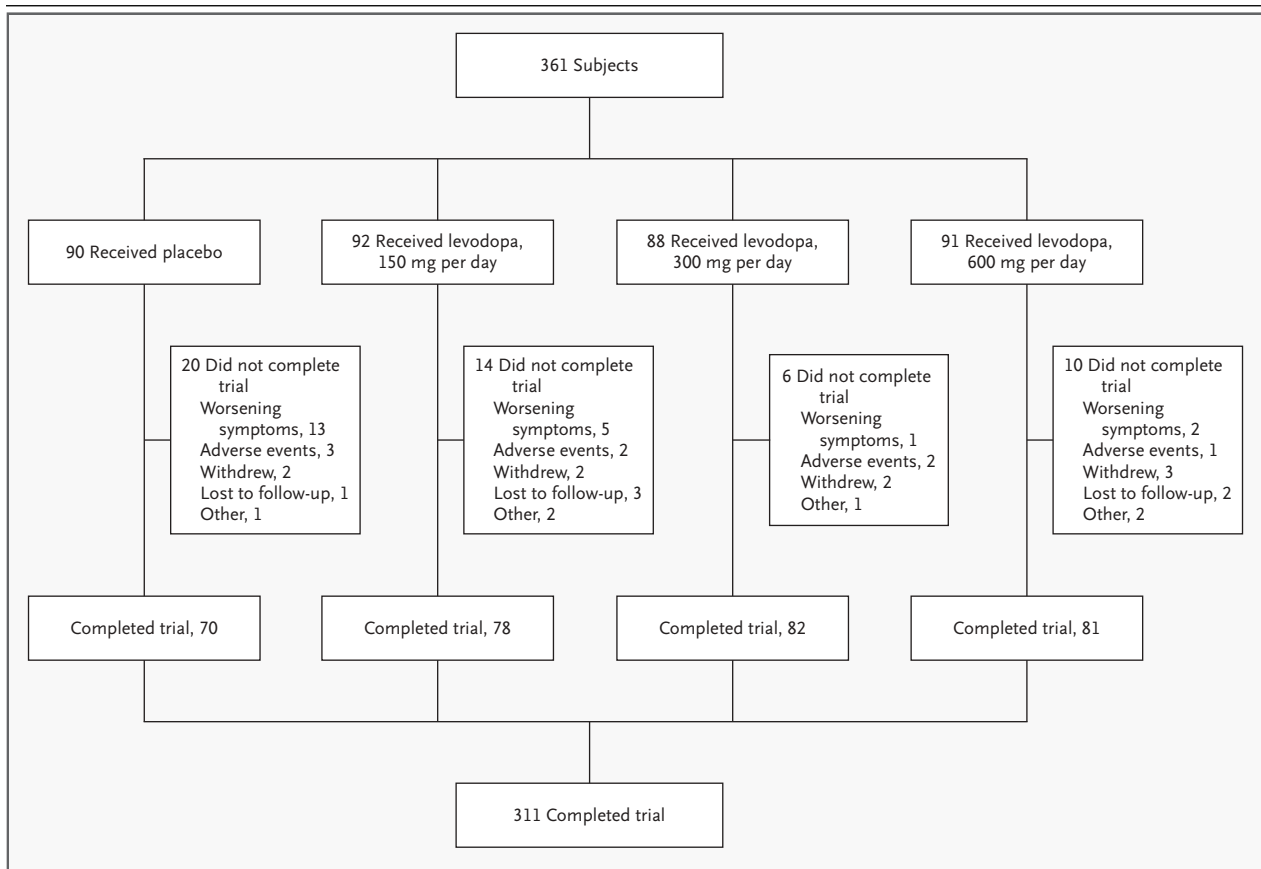 361 Subjects
90 Received placebo
92 Received levodopa,
150 mg per day
88 Received levodopa,
300 mg per day
91 Received levodopa,
600 mg per day
20 Did not complete
trial
Worsening
symptoms, 13
Adverse events, 3
Withdrew, 2
Lost to follow-up, 1
Other, 1
14 Did not complete
trial
Worsening
symptoms, 5
Adverse events, 2
Withdrew, 2
Lost to follow-up, 3
Other, 2
6 Did not complete
trial
Worsening
symptoms, 1
Adverse events, 2
Withdrew, 2
Other, 1
10 Did not complete
trial
Worsening
symptoms, 2
Adverse events, 1
Withdrew, 3
Lost to follow-up, 2
Other, 2
Completed trial, 70
Completed trial, 78
Completed trial, 82
Completed trial, 81
311 Completed trial